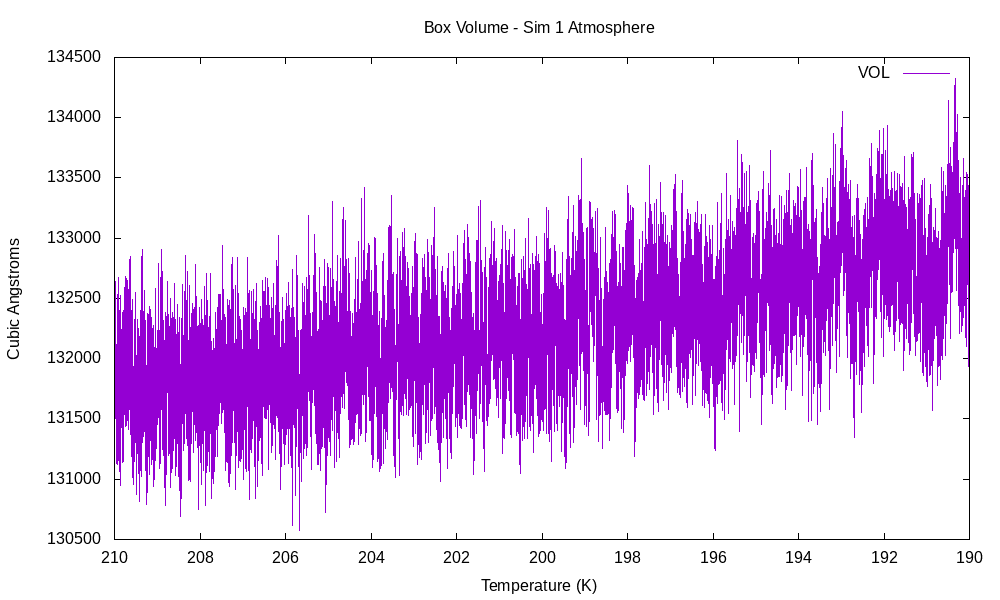 Box Volume - Sim 1 Atmosphere
VOL
134500
134000
133500
133000
132500
132000
131500
131000
130500
Cubic Angstroms
210 208 206 204 202 200 198 196 194 192 190
Temperature (K)